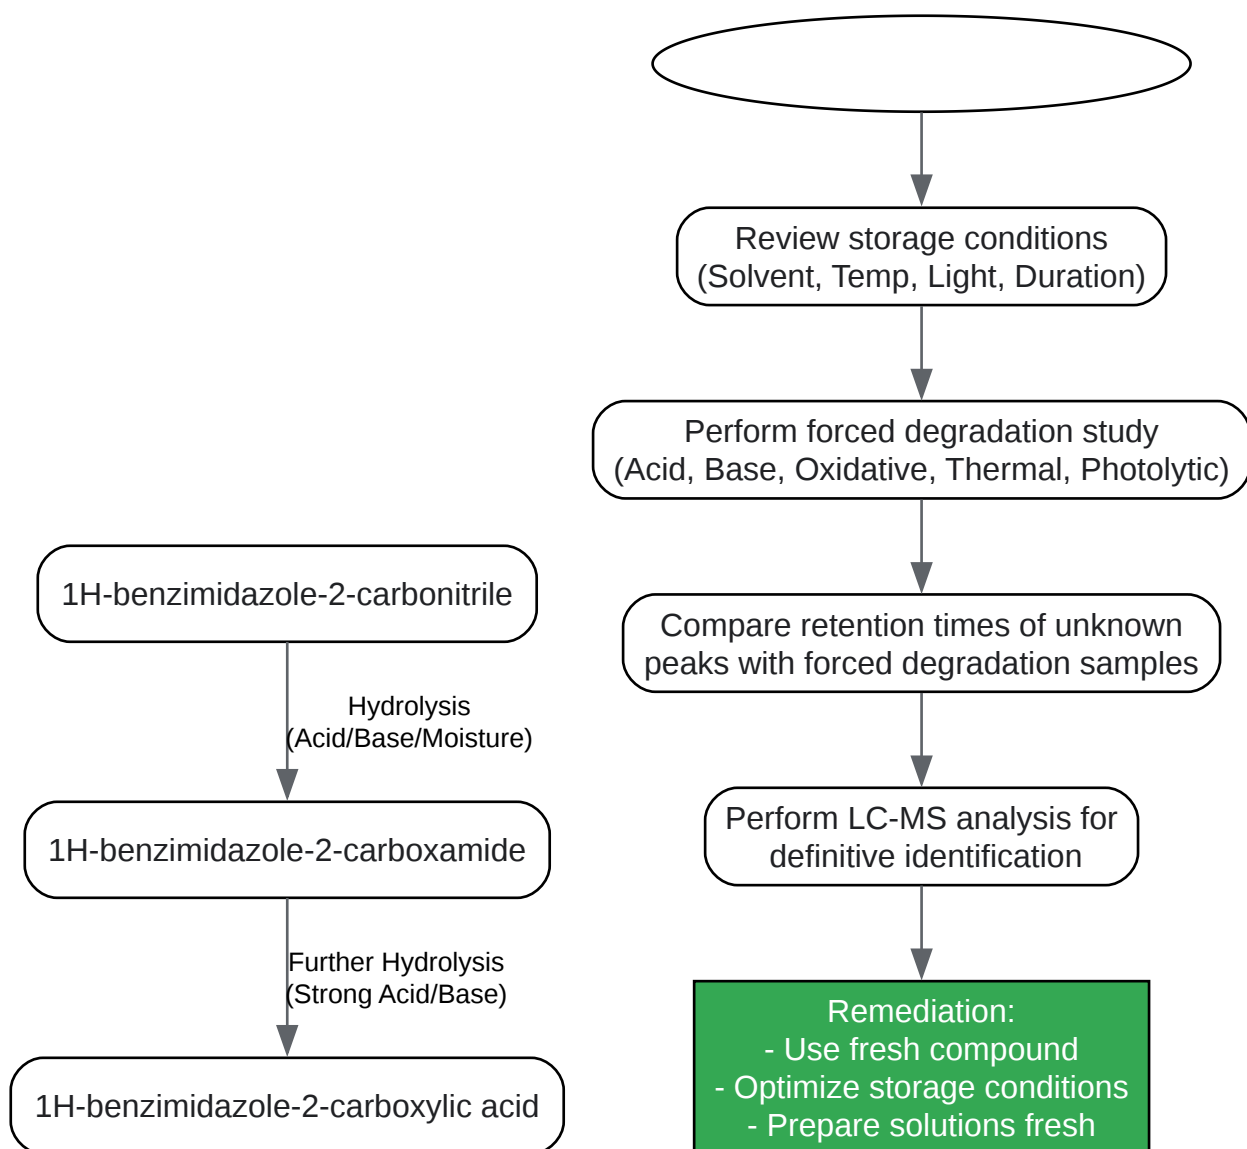 1H-benzimidazole-2-carbonitrile
Hydrolysis
(Acid/Base/Moisture)
1H-benzimidazole-2-carboxamide
Further Hydrolysis
(Strong Acid/Base)
1H-benzimidazole-2-carboxylic acid
Review storage conditions
(Solvent, Temp, Light, Duration)
Perform forced degradation study
(Acid, Base, Oxidative, Thermal, Photolytic)
Compare retention times of unknown
peaks with forced degradation samples
Perform LC-MS analysis for
definitive identification
Remediation:
- Use fresh compound
- Optimize storage conditions
- Prepare solutions fresh